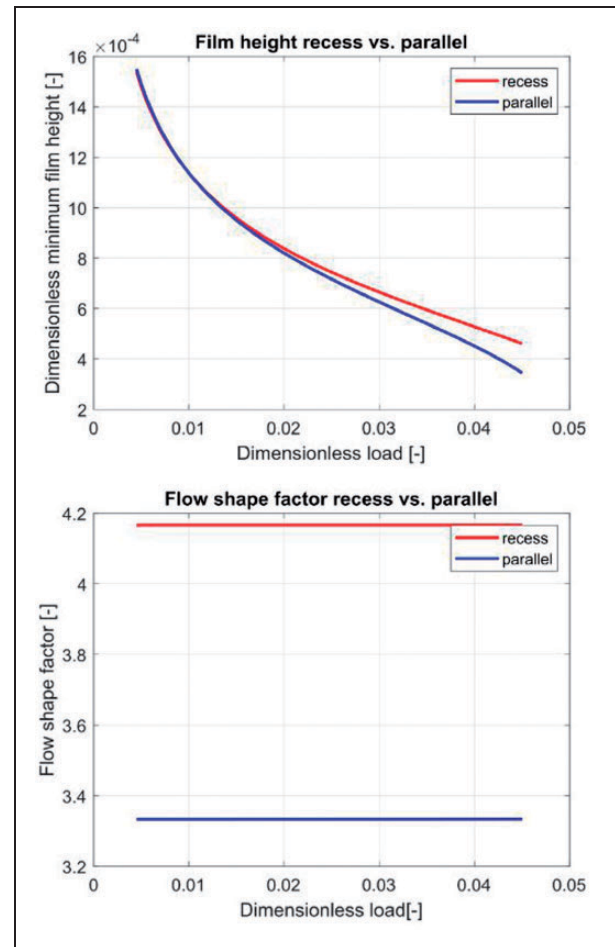 Film height recess vs. parallel
×10⁻⁴
Dimensionless minimum film height [-]
16
14
12
10
8
6
4
2
recess
parallel
0 0.01 0.02 0.03 0.04 0.05
Dimensionless load [-]
Flow shape factor recess vs. parallel
Flow shape factor [-]
4.2
4
3.8
3.6
3.4
3.2
recess
parallel
0 0.01 0.02 0.03 0.04 0.05
Dimensionless load[-]